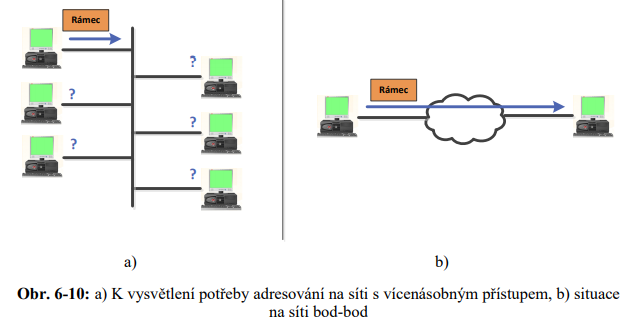 Rámec
?
?
?
?
?
Rámec
a)
b)
Obr. 6-10: a) K vysvětlení potřeby adresování na síti s vícenásobným přístupem, b) situace
na síti bod-bod